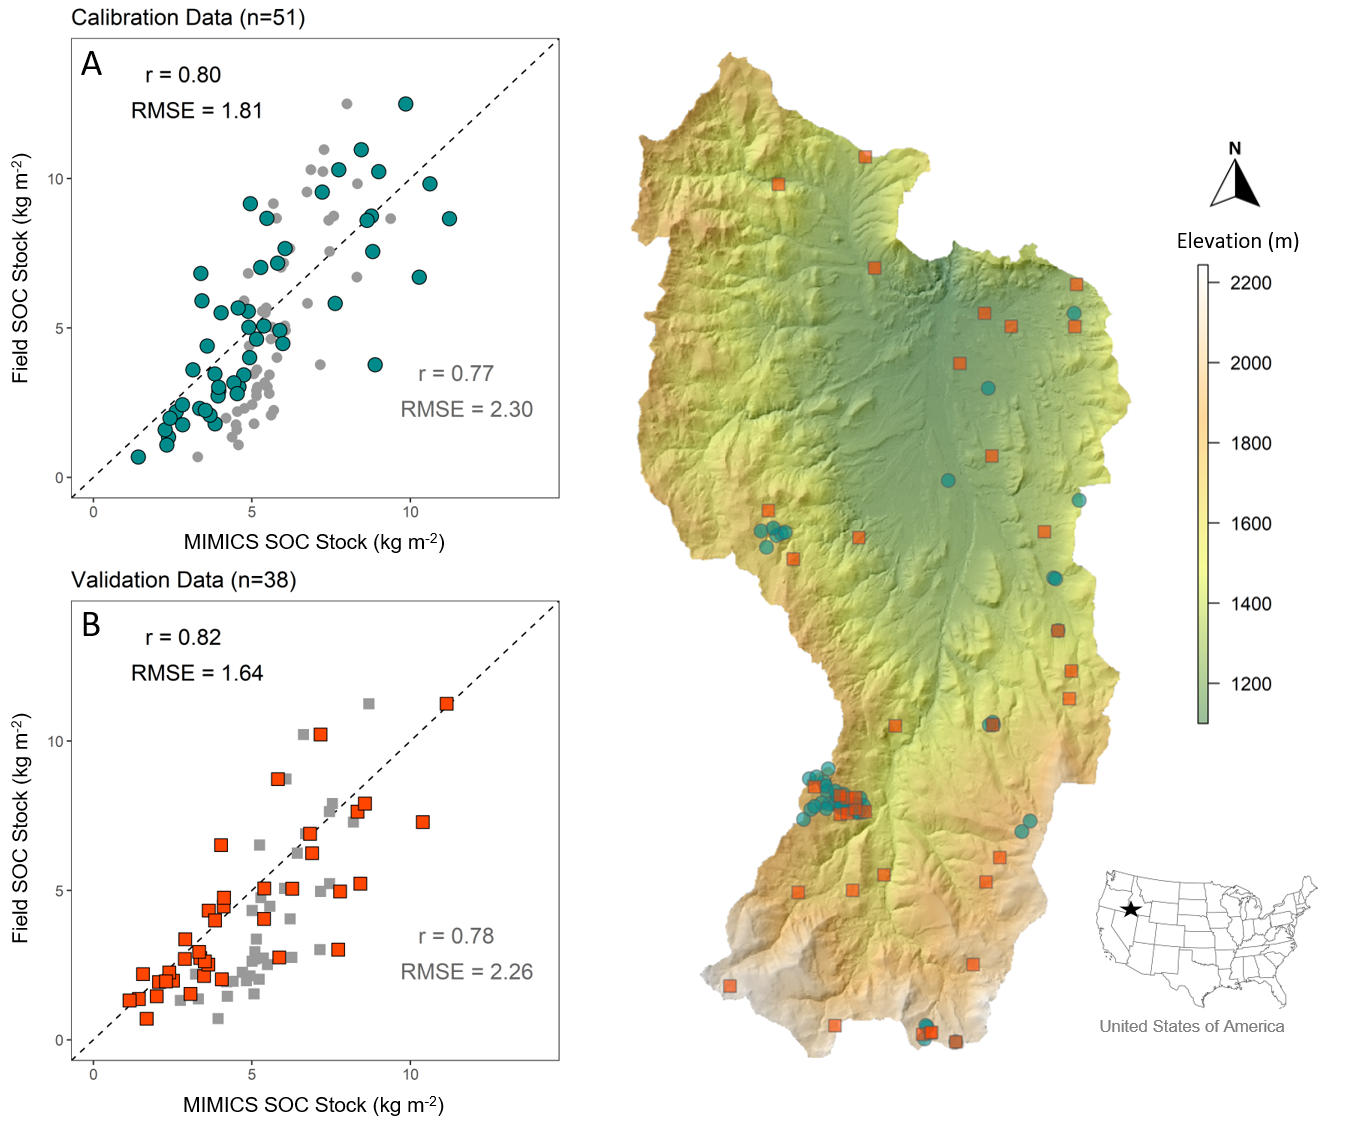 Calibration Data (n=51)
A
r = 0.80
RMSE = 1.81
r = 0.77
RMSE = 2.30
10
5
0
0 5 10
Field SOC Stock (kg m-2)
MIMICS SOC Stock (kg m-2)
Validation Data (n=38)
B
r = 0.82
RMSE = 1.64
r = 0.78
RMSE = 2.26
10
5
0
0 5 10
Field SOC Stock (kg m-2)
MIMICS SOC Stock (kg m-2)
N
Elevation (m)
2200
2000
1800
1600
1400
1200
United States of America